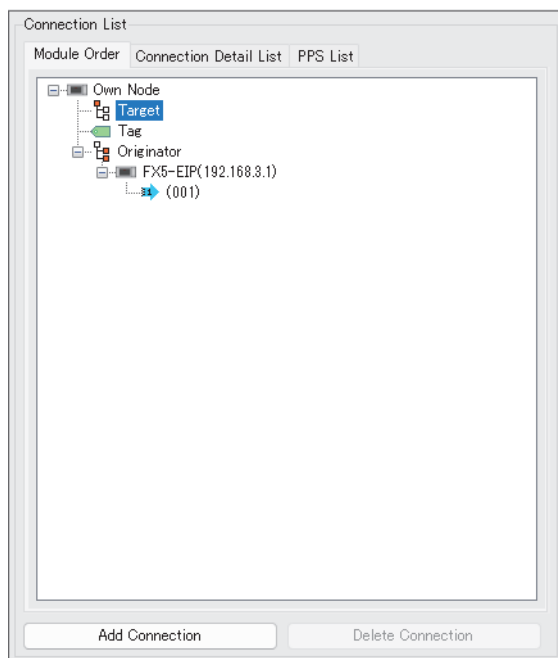 Connection List
Module Order Connection Detail List PPS List
Own Node
Target
Tag
Originator
FX5-EIP(192.168.3.1)
(001)
Add Connection Delete Connection